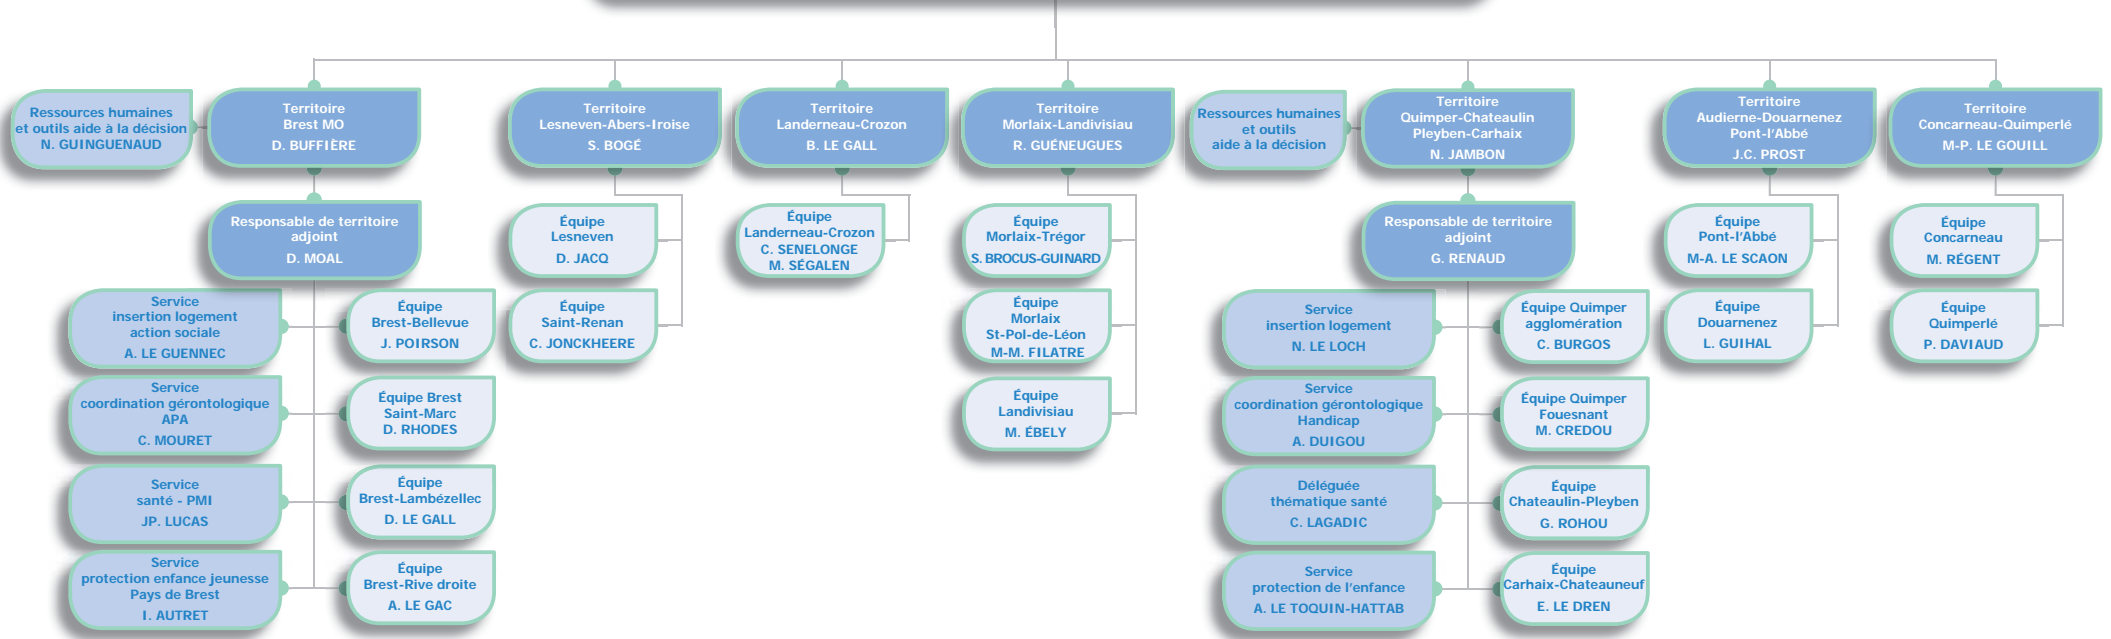 Ressources humaines
et outils aide à la décision
N. GUINGUENAUD
Territoire
Brest MO
D. BUFFIÈRE
Territoire
Lesneven-Abers-Iroise
S. BOGÉ
Territoire
Landerneau-Crozon
B. LE GALL
Territoire
Morlaix-Landivisiau
R. GUÉNEUGUES
Ressources humaines
et outils
aide à la décision
Territoire
Quimper-Chateaulin
Pleyben-Carhaix
N. JAMBON
Territoire
Audierne-Douarnenez
Pont-l'Abbé
J.C. PROST
Territoire
Concarneau-Quimperlé
M-P. LE GOUILL
Responsable de territoire
adjoint
D. MOAL
Service
insertion logement
action sociale
A. LE GUENNEC
Service
coordination gérontologique
APA
C. MOURET
Service
santé - PMI
JP. LUCAS
Service
protection enfance jeunesse
Pays de Brest
I. AUTRET
Équipe
Brest-Bellevue
J. POIRSON
Équipe Brest
Saint-Marc
D. RHODES
Équipe
Brest-Lambézellec
D. LE GALL
Équipe
Brest-Rive droite
A. LE GAC
Équipe
Lesneven
D. JACQ
Équipe
Saint-Renan
C. JONCKHEERE
Équipe
Landerneau-Crozon
C. SENELONGE
M. SÉGALEN
Équipe
Morlaix-Trégor
S. BROCUS-GUINARD
Équipe
Morlaix
St-Pol-de-Léon
M-M. FILATRE
Équipe
Landivisiau
M. ÉBELY
Responsable de territoire
adjoint
G. RENAUD
Service
insertion logement
N. LE LOCH
Service
coordination gérontologique
Handicap
A. DUIGOU
Déléguée
thématique santé
C. LAGADIC
Service
protection de l'enfance
A. LE TOQUIN-HATTAB
Équipe Quimper
agglomération
C. BURGOS
Équipe Quimper
Fouesnant
M. CREDOU
Équipe
Chateaulin-Pleyben
G. ROHOU
Équipe
Carhaix-Chateauneuf
E. LE DREN
Équipe
Pont-l'Abbé
M-A. LE SCAON
Équipe
Douarnenez
L. GUIHAL
Équipe
Concarneau
M. RÉGENT
Équipe
Quimperlé
P. DAVIAUD